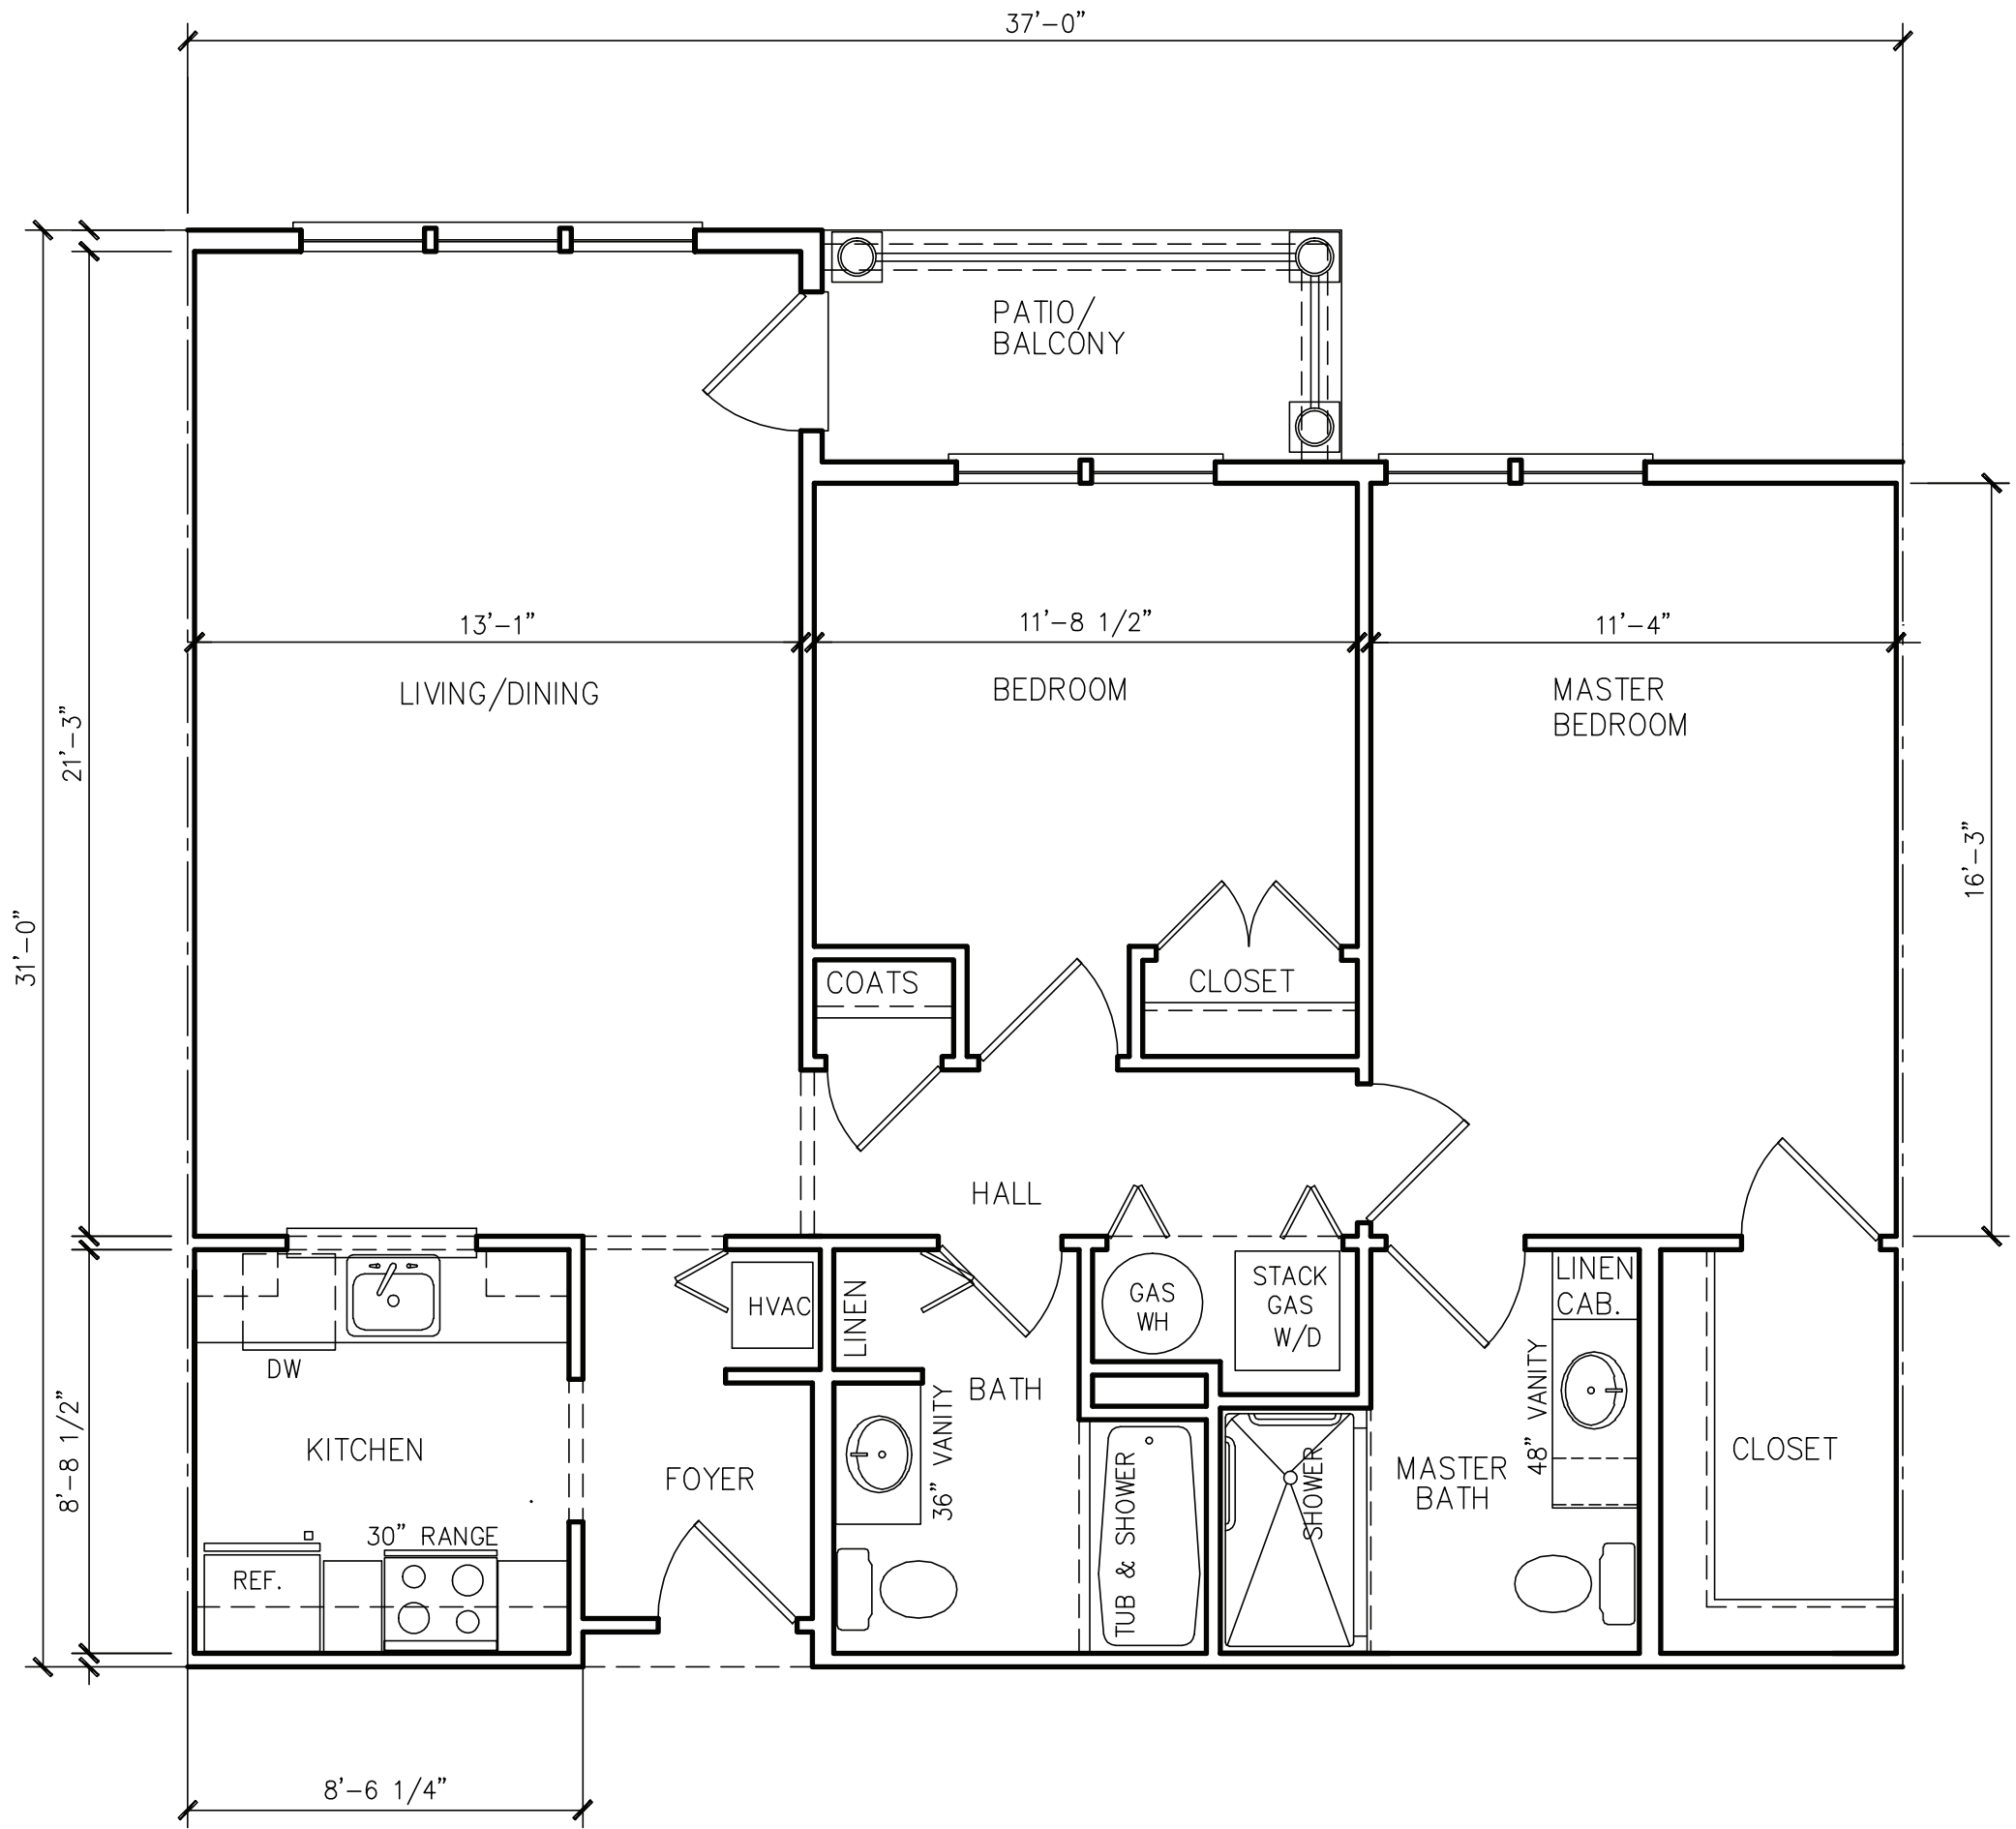 37'-0"
PATIO/
BALCONY
13'-1"
11'-8 1/2"
11'-4"
LIVING/DINING
BEDROOM
MASTER
BEDROOM
21'-3"
31'-0"
16'-3"
COATS
CLOSET
HALL
HVAC
LINEN
GAS
WH
STACK
GAS
W/D
LINEN
CAB.
DW
BATH
36" VANITY
48" VANITY
KITCHEN
FOYER
TUB & SHOWER
SHOWER
MASTER
BATH
CLOSET
8'-8 1/2"
30" RANGE
REF.
8'-6 1/4"